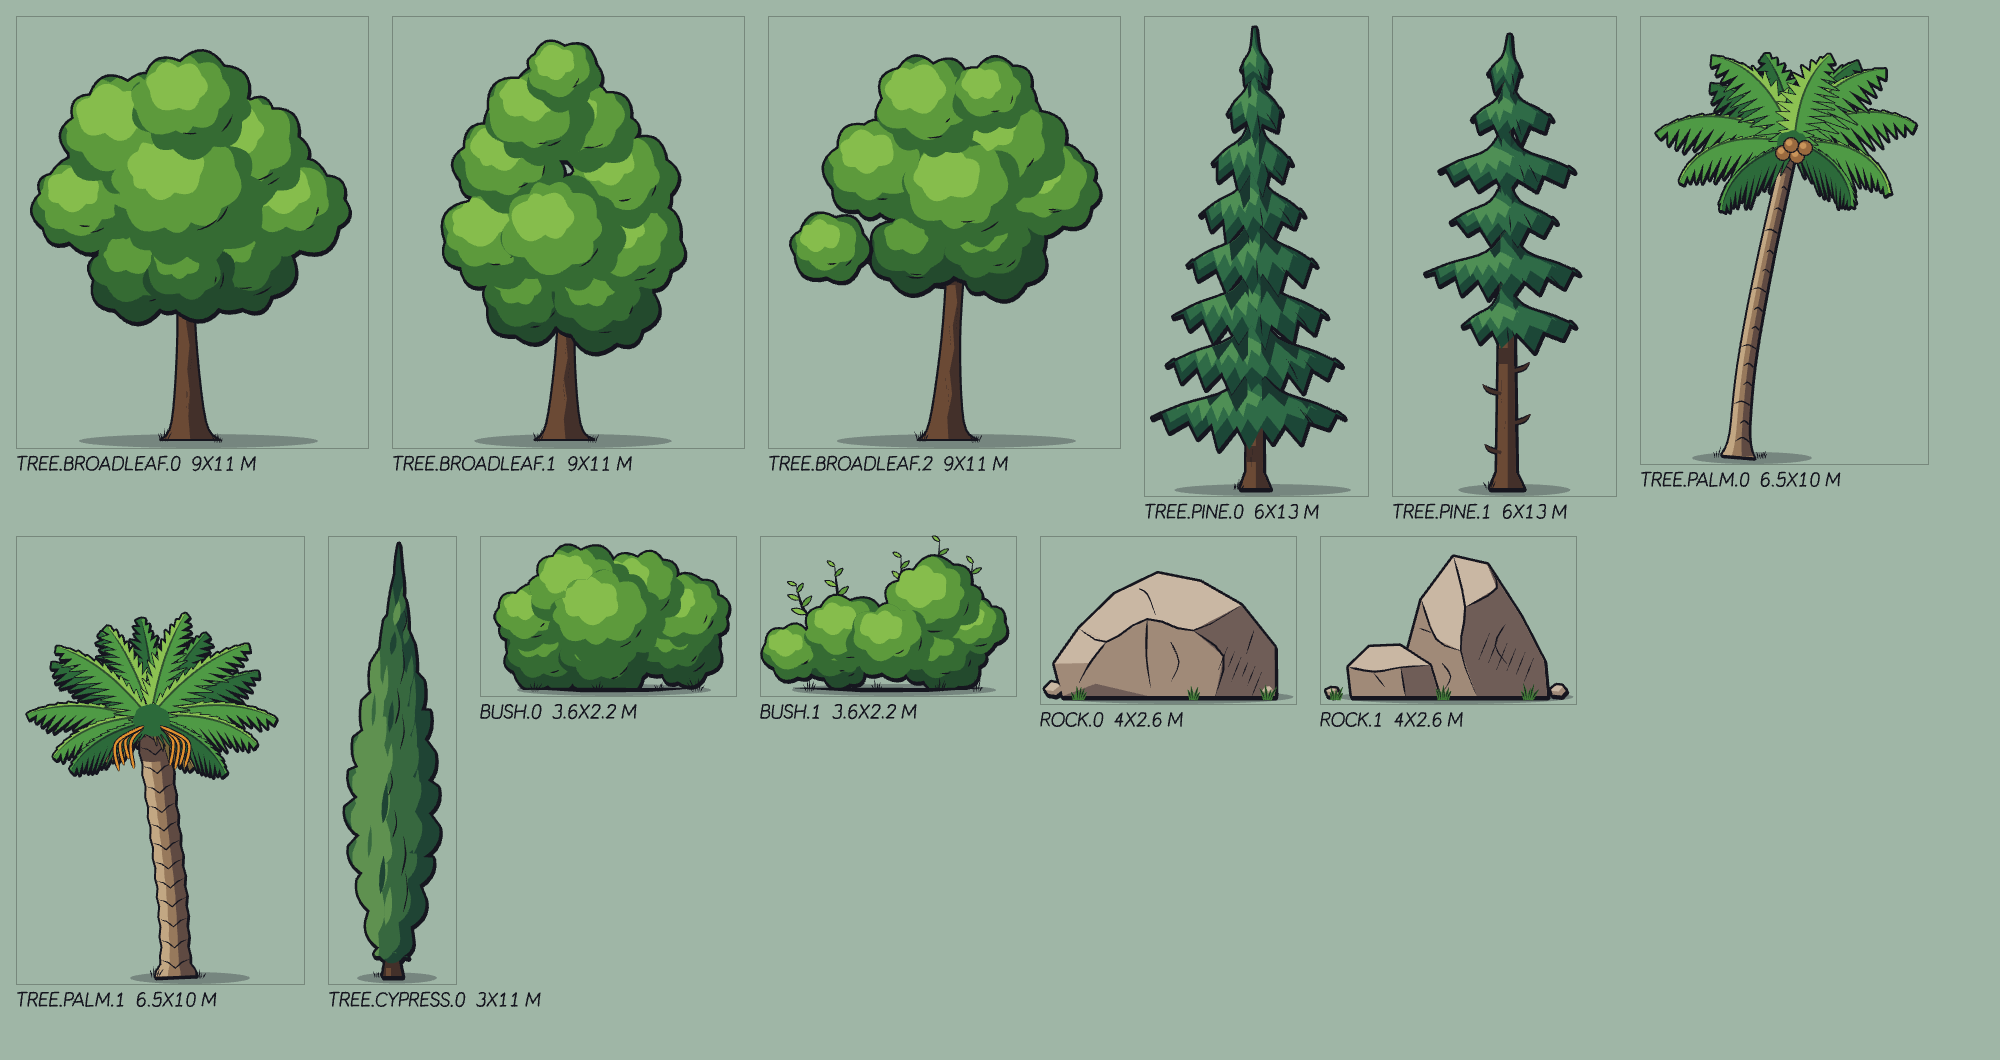 TREE.BROADLEAF.0 9X11 M
TREE.BROADLEAF.1 9X11 M
TREE.BROADLEAF.2 9X11 M
TREE.PINE.0 6X13 M
TREE.PINE.1 6X13 M
TREE.PALM.0 6.5X10 M
TREE.PALM.1 6.5X10 M
TREE.CYPRESS.0 3X11 M
BUSH.0 3.6X2.2 M
BUSH.1 3.6X2.2 M
ROCK.0 4X2.6 M
ROCK.1 4X2.6 M